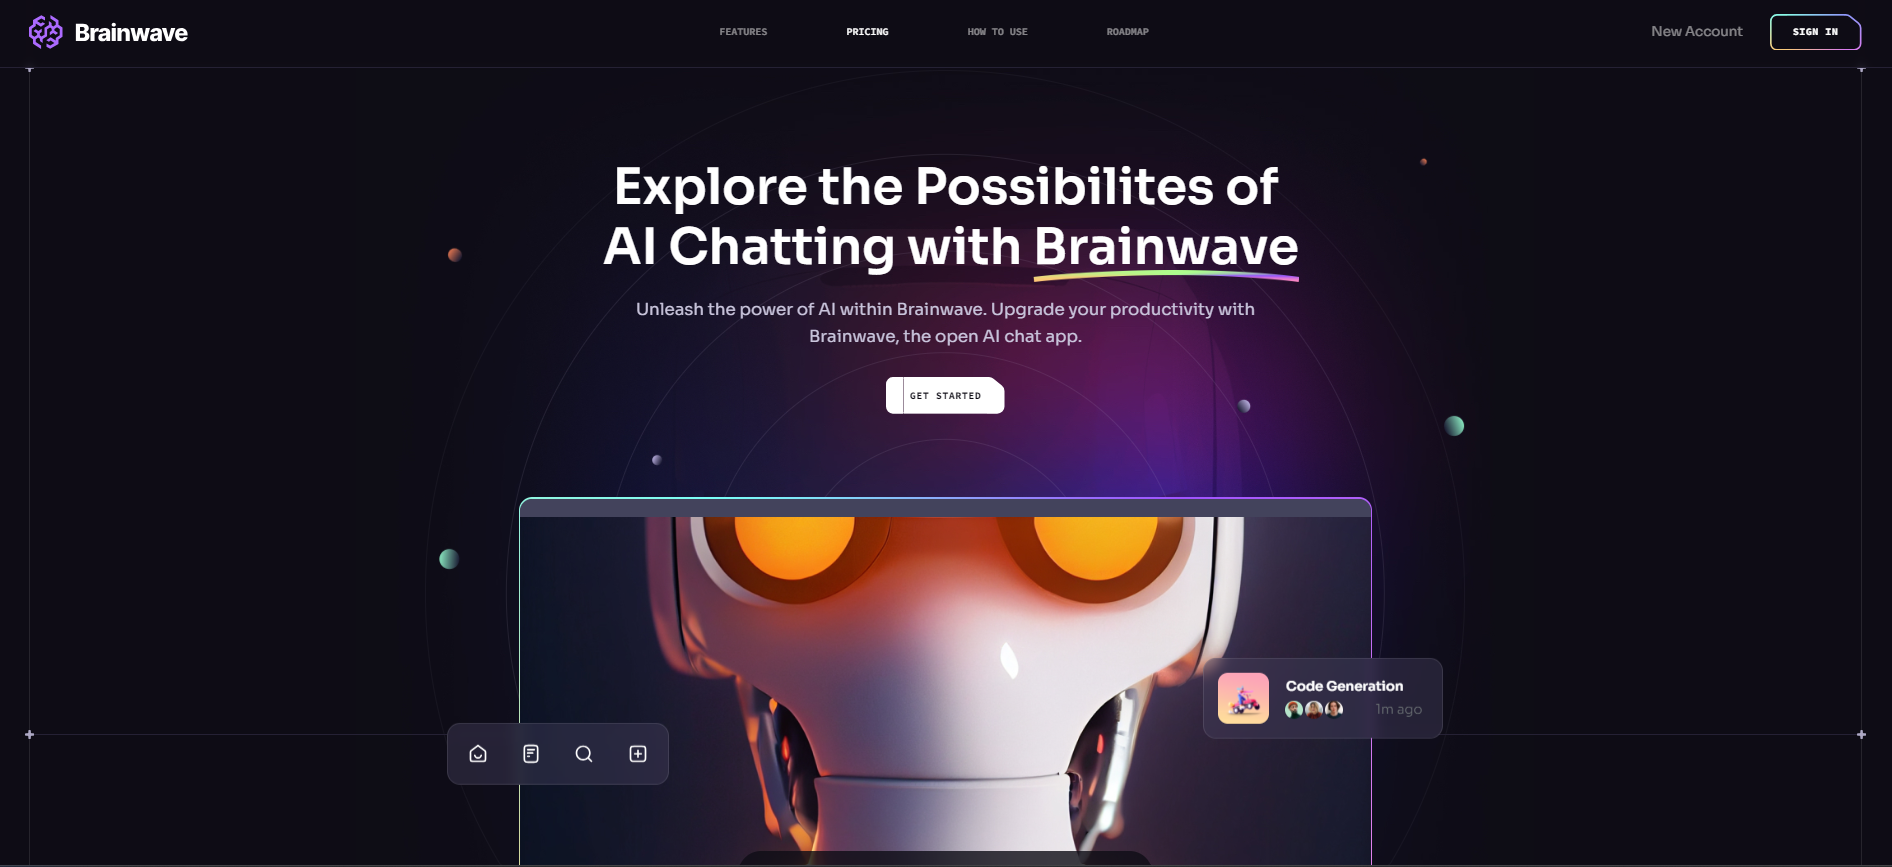 Brainwave
FEATURES
PRICING
HOW TO USE
ROADMAP
New Account
SIGN IN
Explore the Possibilites of
AI Chatting with Brainwave
Unleash the power of AI within Brainwave. Upgrade your productivity with
Brainwave, the open AI chat app.
GET STARTED
Code Generation
1m ago